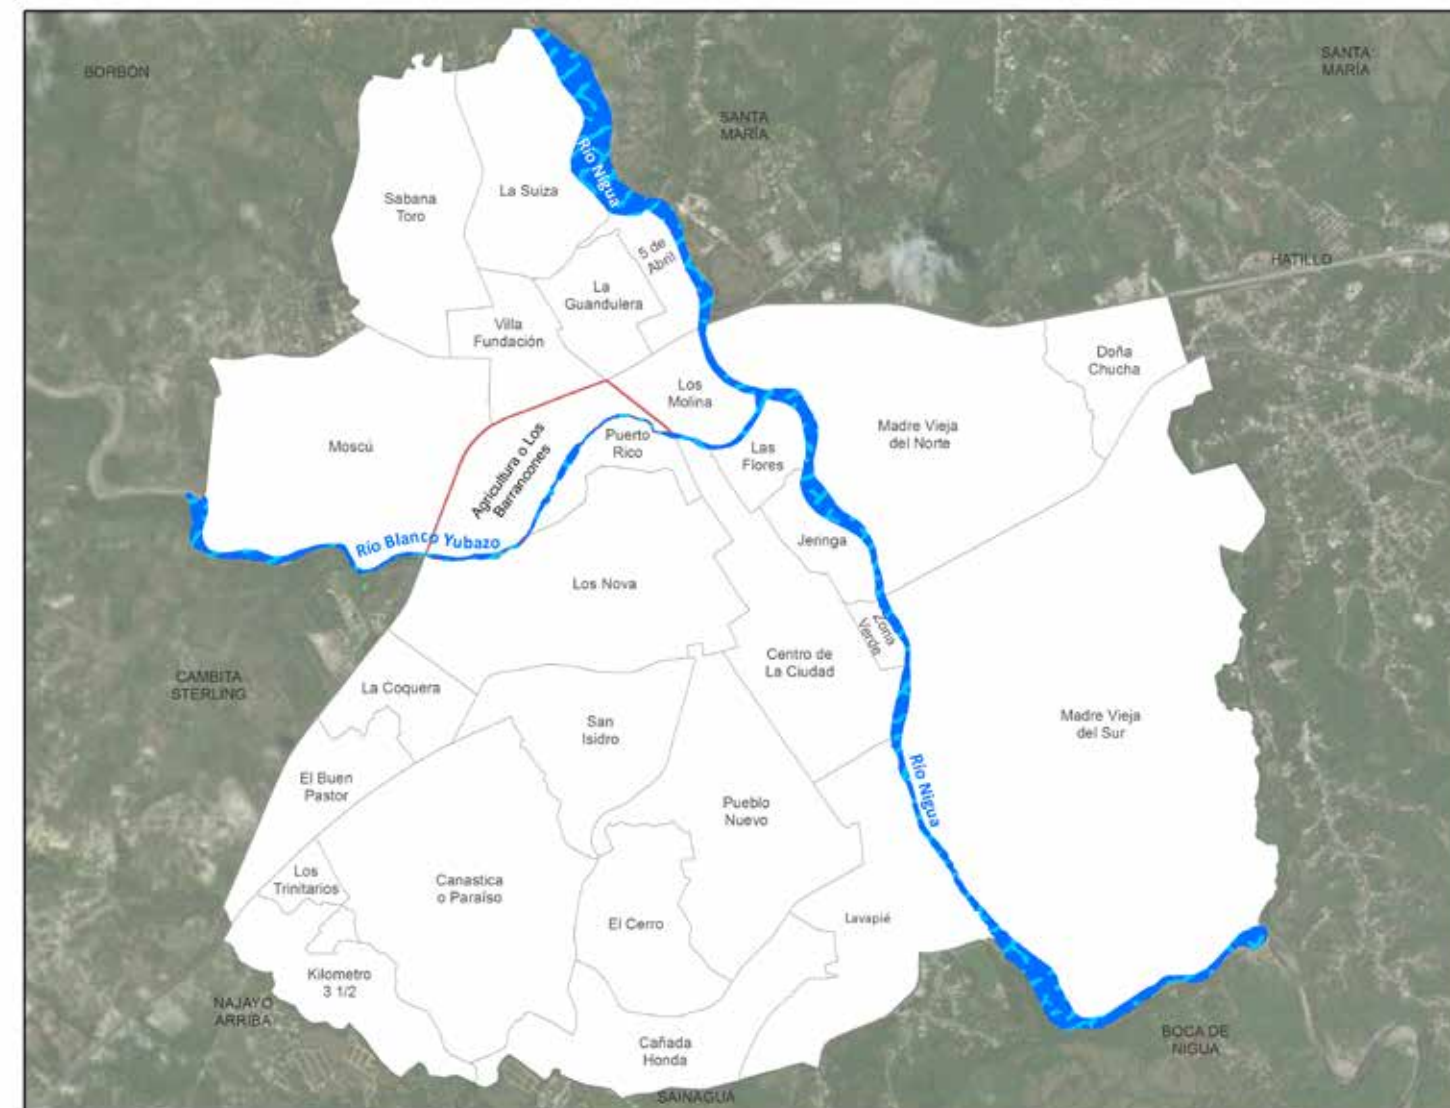 BORBÓN
SANTA
MARÍA
SANTA
MARÍA
Río Nigua
La Suiza
Sabana
Toro
5 de
Abril
HATILLO
La
Guandulera
Villa
Fundación
Doña
Chucha
Los
Molina
Madre Vieja
del Norte
Moscú
Agricultura o Los
Barrancones
Puerto
Rico
Las
Flores
Río Blanco Yubazo
Jeringa
Los Nova
Zona
Verde
Centro de
La Ciudad
CAMBITA
STERLING
La Coquera
San
Isidro
Madre Vieja
del Sur
El Buen
Pastor
Río Nigua
Pueblo
Nuevo
Los
Trinitarios
Canastica
o Paraíso
El Cerro
Lavapié
Kilometro
3 1/2
NAJAYO
ARRIBA
Cañada
Honda
BOCA DE
NIGUA
SAINAGUA